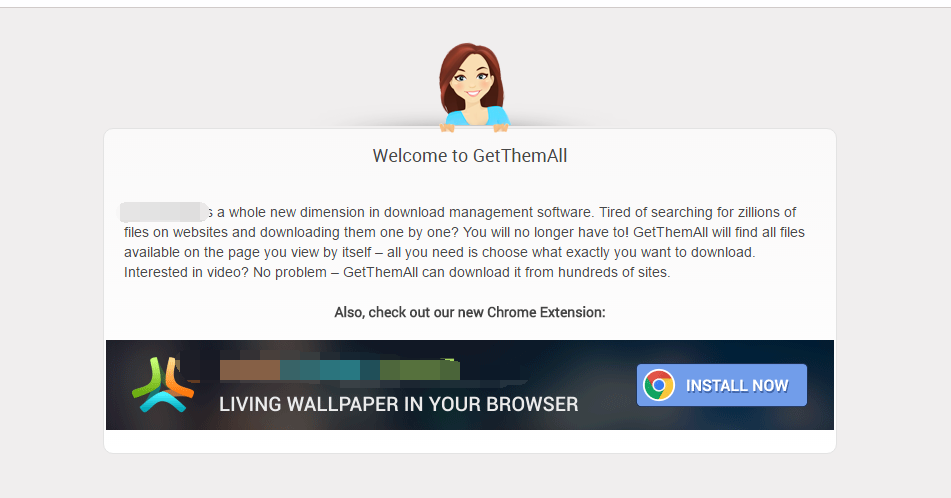 Welcome to GetThemAll
s a whole new dimension in download management software. Tired of searching for zillions of
files on websites and downloading them one by one? You will no longer have to! GetThemAll will find all files
available on the page you view by itself – all you need is choose what exactly you want to download.
Interested in video? No problem – GetThemAll can download it from hundreds of sites.
Also, check out our new Chrome Extension:
LIVING WALLPAPER IN YOUR BROWSER
INSTALL NOW